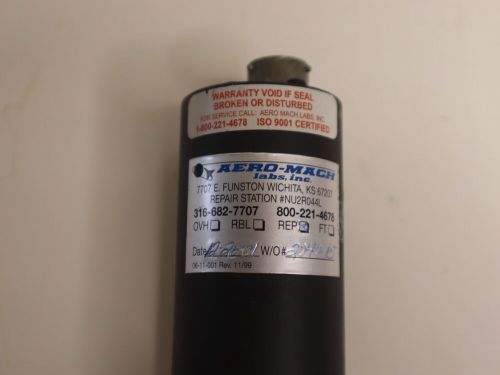 WARRANTY VOID IF SEAL
BROKEN OR DISTURBED
FOR SERVICE CALL: AERO MACH LABS, INC.
1-800-221-4678 ISO 9001 CERTIFIED
AERO-MACH
labs, inc.
7707 E. FUNSTON WICHITA, KS 67207
REPAIR STATION #NU2R044L
316-682-7707 800-221-4678
OVH RBL REP FT
Date W/O#
06-11-001 Rev. 11/99